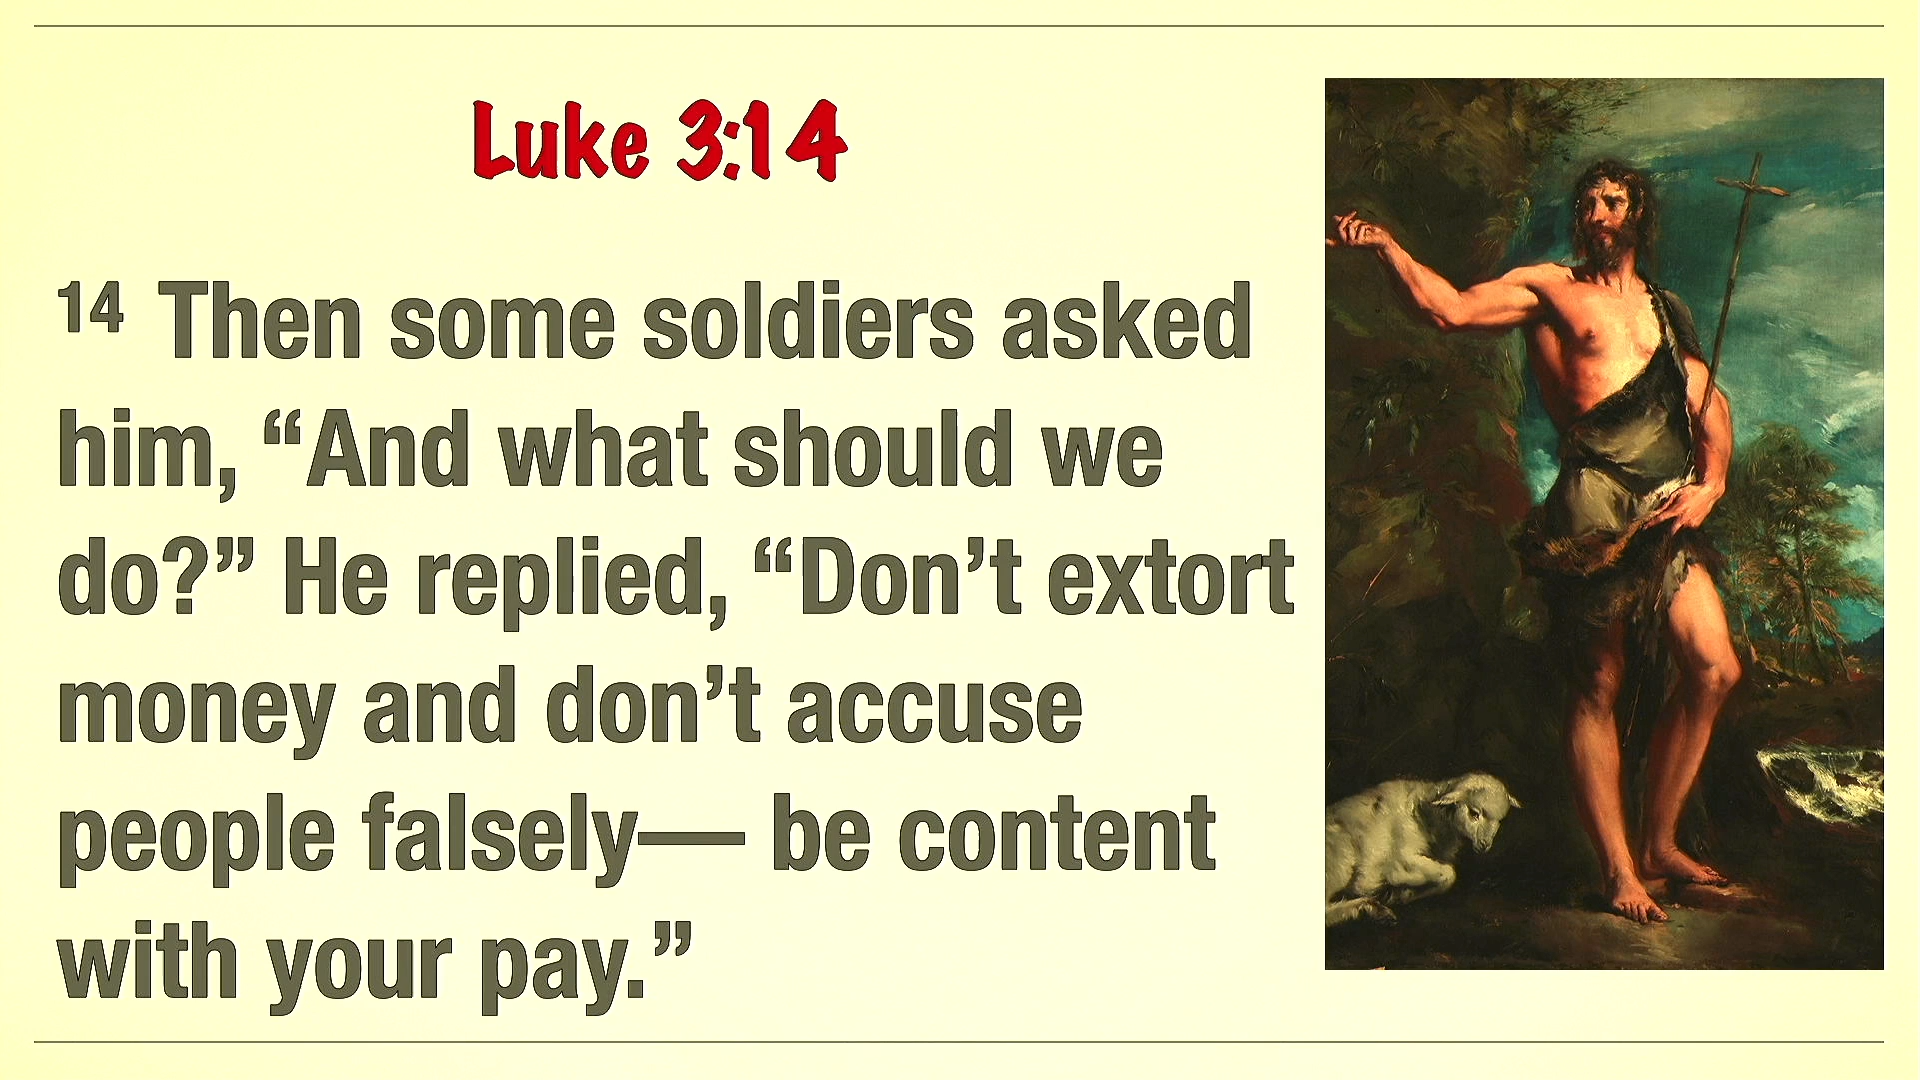 Luke 3:14
14 Then some soldiers asked
him, “And what should we
do?” He replied, “Don’t extort
money and don’t accuse
people falsely— be content
with your pay.”